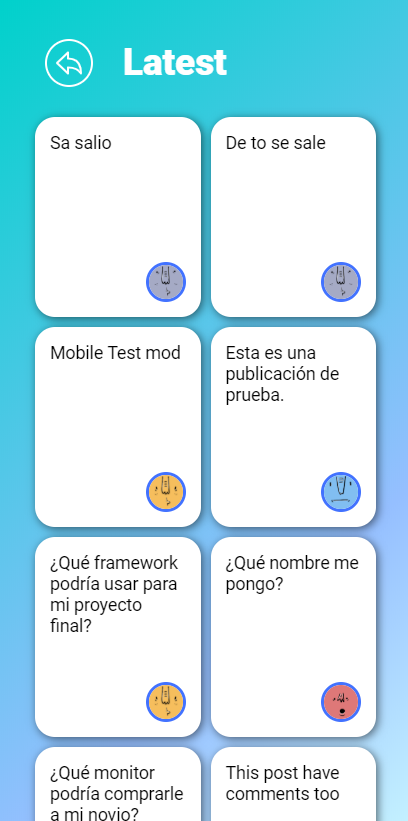 Latest
Sa salio
De to se sale
Mobile Test mod
Esta es una
publicación de
prueba.
¿Qué framework
podría usar para
mi proyecto
final?
¿Qué nombre me
pongo?
¿Qué monitor
podría comprarle
a mi novio?
This post have
comments too